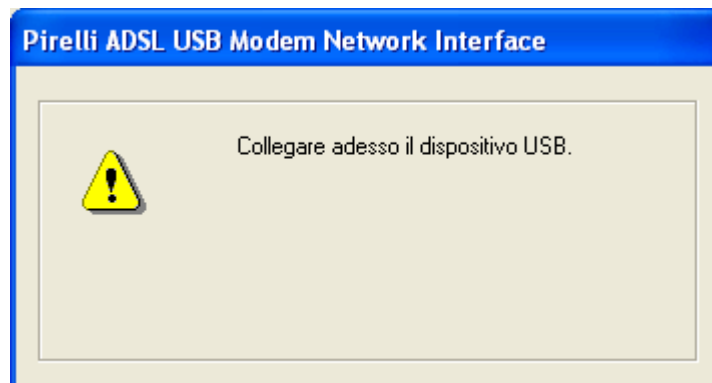 Pirelli ADSL USB Modem Network Interface
Collegare adesso il dispositivo USB.